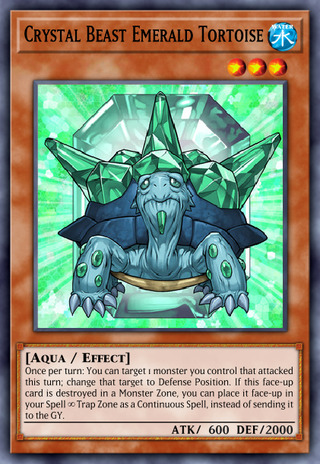 Crystal Beast Emerald Tortoise
WATER
水
[Aqua / Effect]
Once per turn: You can target 1 monster you control that attacked
this turn; change that target to Defense Position. If this face-up
card is destroyed in a Monster Zone, you can place it face-up in
your Spell & Trap Zone as a Continuous Spell, instead of sending it
to the GY.
ATK/ 600 DEF/2000